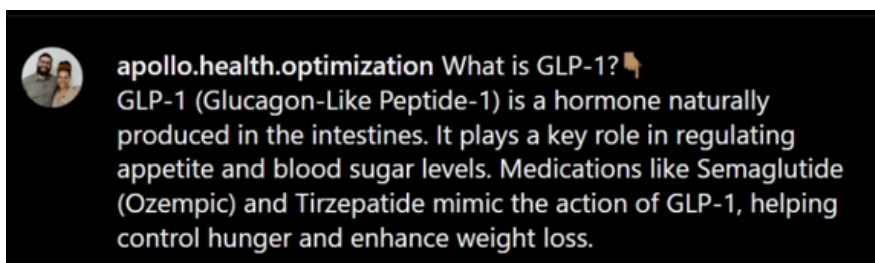 apollo.health.optimization What is GLP-1?👇🏽
GLP-1 (Glucagon-Like Peptide-1) is a hormone naturally
produced in the intestines. It plays a key role in regulating
appetite and blood sugar levels. Medications like Semaglutide
(Ozempic) and Tirzepatide mimic the action of GLP-1, helping
control hunger and enhance weight loss.